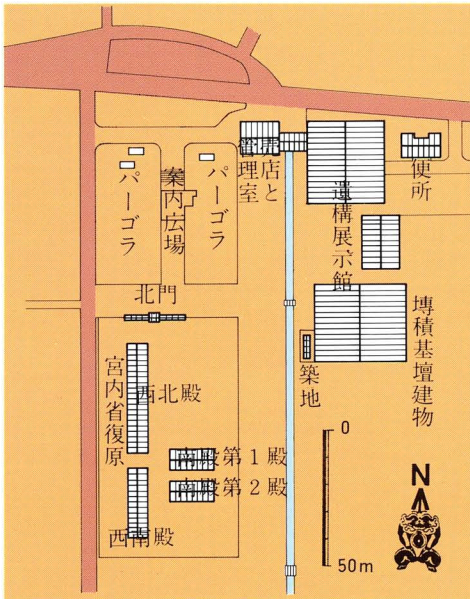 売店と
管理室
便所
パーゴラ
案内広場
パーゴラ
遺構展示館
北門
宮内省復原
西北殿
築地
塼積基壇建物
南殿第1殿
南殿第2殿
西南殿
0
50m
N